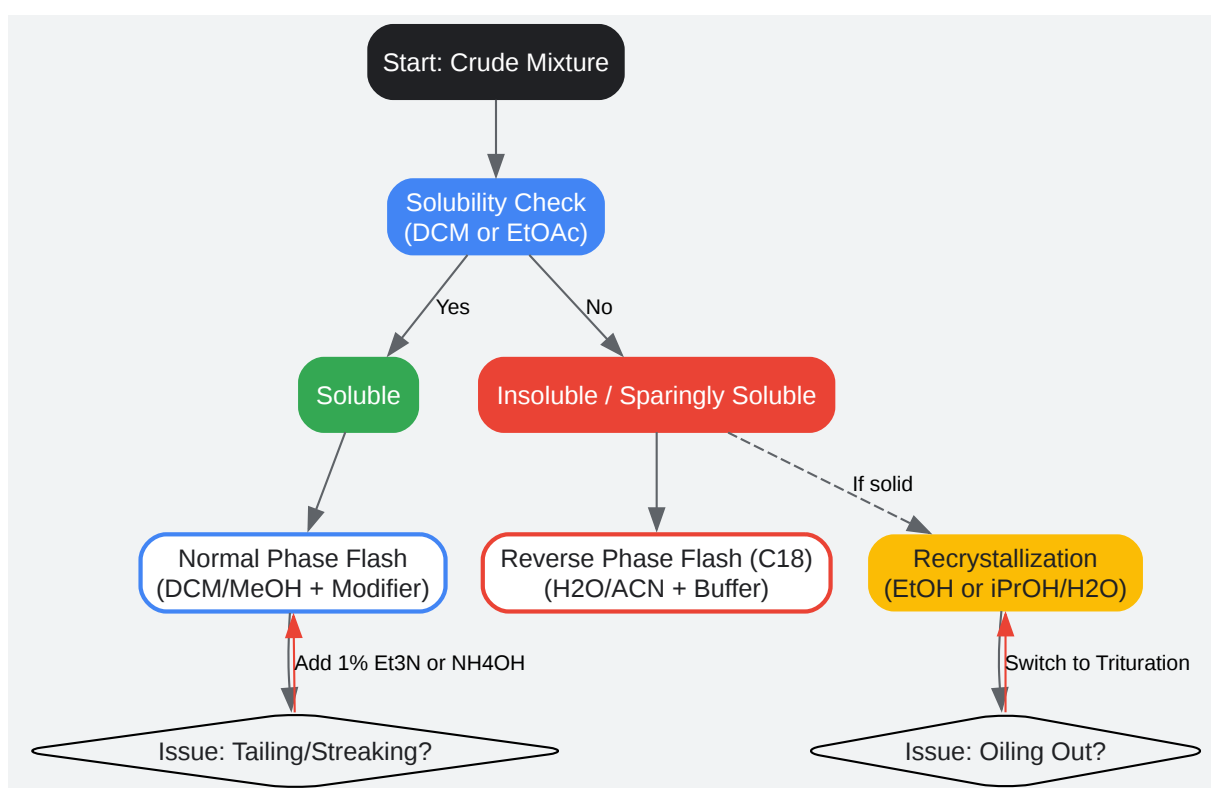 Start: Crude Mixture
Solubility Check
(DCM or EtOAc)
Yes
No
Soluble
Insoluble / Sparingly Soluble
If solid
Normal Phase Flash
(DCM/MeOH + Modifier)
Reverse Phase Flash (C18)
(H2O/ACN + Buffer)
Recrystallization
(EtOH or iPrOH/H2O)
Add 1% Et3N or NH4OH
Switch to Trituration
Issue: Tailing/Streaking?
Issue: Oiling Out?